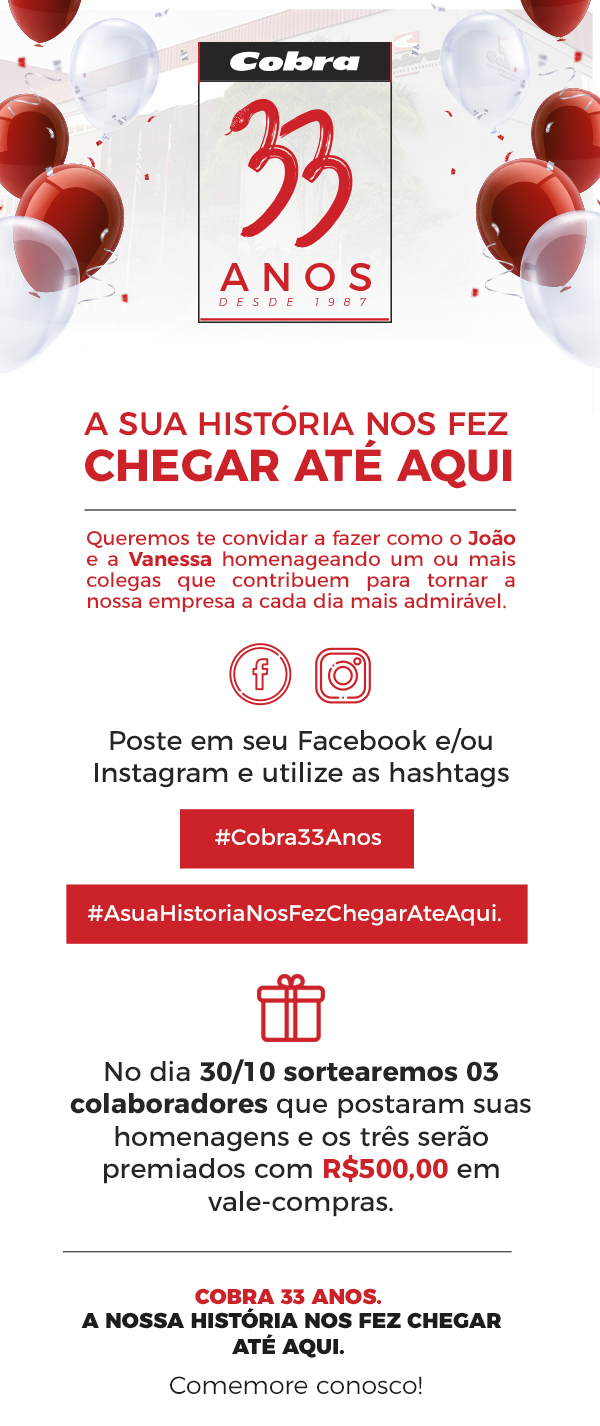 Cobra
33
ANOS
DESDE 1987
A SUA HISTÓRIA NOS FEZ
CHEGAR ATÉ AQUI
Queremos te convidar a fazer como o João
e a Vanessa homenageando um ou mais
colegas que contribuem para tornar a
nossa empresa a cada dia mais admirável.
Poste em seu Facebook e/ou
Instagram e utilize as hashtags
#Cobra33Anos
#AsuaHistoriaNosFezChegarAteAqui.
No dia 30/10 sortearemos 03
colaboradores que postaram suas
homenagens e os três serão
premiados com R$500,00 em
vale-compras.
COBRA 33 ANOS.
A NOSSA HISTÓRIA NOS FEZ CHEGAR
ATÉ AQUI.
Comemore conosco!